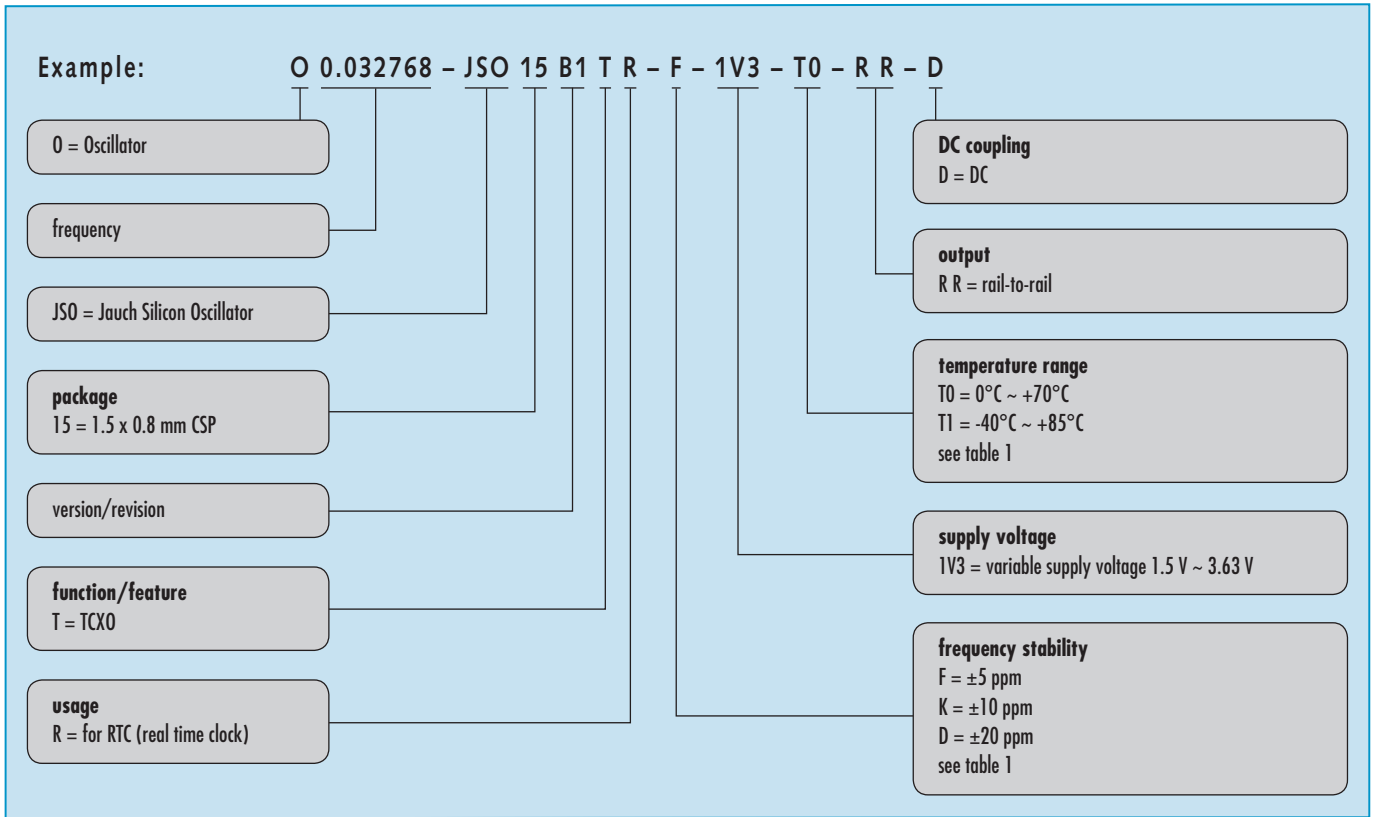 Example: O 0.032768 – JSO 15 B1 T R – F – 1V3 – T0 – R R – D
O = Oscillator
frequency
JSO = Jauch Silicon Oscillator
package
15 = 1.5 x 0.8 mm CSP
version/revision
function/feature
T = TCXO
usage
R = for RTC (real time clock)
DC coupling
D = DC
output
R R = rail-to-rail
temperature range
T0 = 0°C ~ +70°C
T1 = -40°C ~ +85°C
see table 1
supply voltage
1V3 = variable supply voltage 1.5 V ~ 3.63 V
frequency stability
F = ±5 ppm
K = ±10 ppm
D = ±20 ppm
see table 1